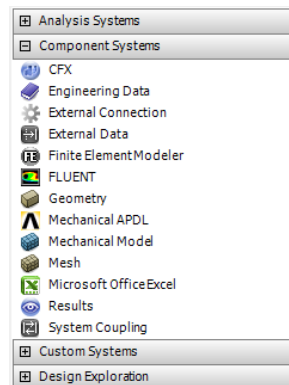 Analysis Systems
Component Systems
CFX
Engineering Data
External Connection
External Data
Finite Element Modeler
FLUENT
Geometry
Mechanical APDL
Mechanical Model
Mesh
Microsoft Office Excel
Results
System Coupling
Custom Systems
Design Exploration